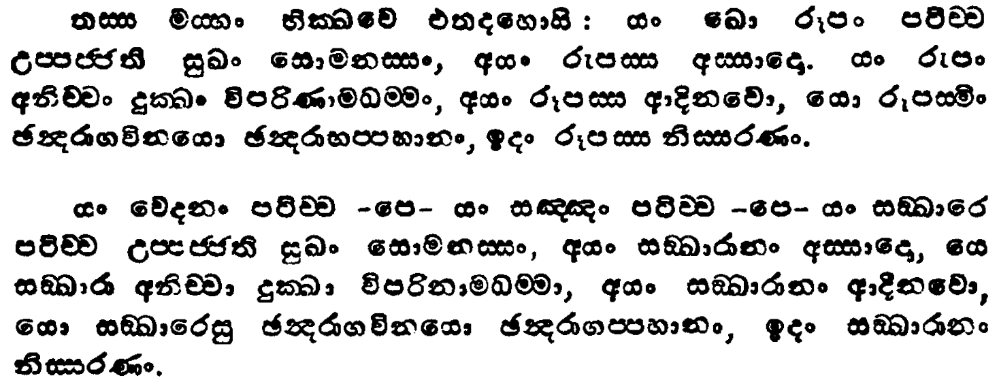 තස්ස මය්හං භික්ඛවෙ එතදහොසි: යං ඛො රූපං පටිච්ච
උප්පජ්ජති සුඛං සොමනස්සං, අයං රූපස්ස අස්සාදො. යං රූපං
අනිච්චං දුක්ඛං විපරිණාමධම්මං, අයං රූපස්ස ආදිනවො, යො රූපස්මිං
ඡන්දරාගවිනයො ඡන්දරාභප්පහානං, ඉදං රූපස්ස නිස්සරණං.
යං වේදනං පටිච්ච -පෙ- යං සඤ්ඤං පටිච්ච -පෙ- යං සඞ්ඛාරෙ
පටිච්ච උප්පජ්ජති සුඛං සොමනස්සං, අයං සඞ්ඛාරානං අස්සාදො, යෙ
සඞ්ඛාරා අනිච්චා දුක්ඛා විපරිනාමධම්මා, අයං සඞ්ඛාරානං ආදීනවො,
යො සඞ්ඛාරෙසු ඡන්දරාගවිනයො ඡන්දරාගප්පහානං, ඉදං සඞ්ඛාරානං
නිස්සරණං.